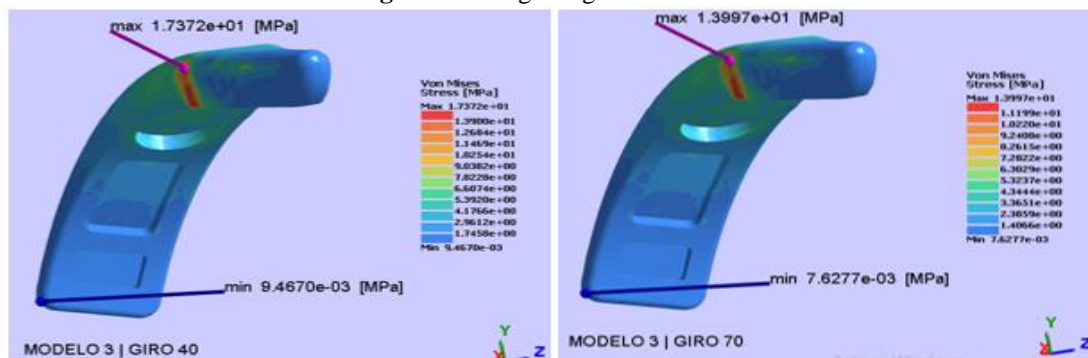 max 1.7372e+01 [MPa]
Von Mises
Stress [MPa]
Max 1.7372e+01
1.3900e+01
1.2684e+01
1.1469e+01
1.0254e+01
9.0382e+00
7.8228e+00
6.6074e+00
5.3920e+00
4.1766e+00
2.9612e+00
1.7458e+00
Min 9.4670e-03
min 9.4670e-03 [MPa]
MODELO 3 | GIRO 40
Y
X
Z
max 1.3997e+01 [MPa]
Von Mises
Stress [MPa]
Max 1.3997e+01
1.1199e+01
1.0220e+01
9.2408e+00
8.2615e+00
7.2822e+00
6.3029e+00
5.3237e+00
4.3444e+00
3.3651e+00
2.3859e+00
1.4066e+00
Min 7.6277e-03
min 7.6277e-03 [MPa]
MODELO 3 | GIRO 70
Y
X
Z